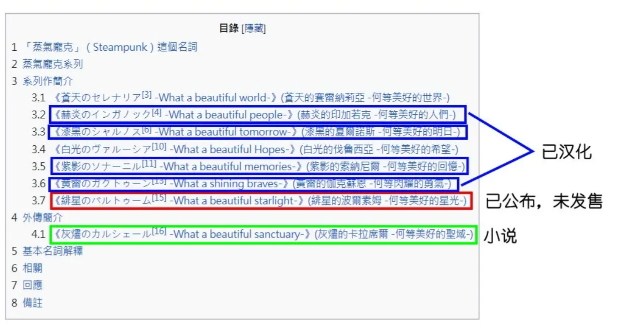 目錄 [隱藏]
1 「蒸氣龐克」（Steampunk）這個名詞
2 蒸氣龐克系列
3 系列作簡介
3.1 《蒼天のセレナリア[3] -What a beautiful world-》(蒼天的賽雷納莉亞 -何等美好的世界-)
3.2 《赫炎のインガノック[4] -What a beautiful people-》(赫炎的印加諾克 -何等美好的人們-)
3.3 《漆黒のシャルノス[6] -What a beautiful tomorrow-》(漆黑的夏爾諾斯 -何等美好的明日-)
3.4 《白光のヴァルーシア[10] -What a beautiful Hopes-》(白光的伐魯西亞 -何等美好的希望-)
3.5 《紫影のソナーニル[11] -What a beautiful memories-》(紫影的索納尼爾 -何等美好的回憶-)
3.6 《黄雷のガクトゥーン[13] -What a shining braves-》(黃雷的伽克蘇恩 -何等閃耀的勇氣-)
3.7 《緋星のバルトゥーム[15] -What a beautiful starlight-》(緋星的波爾索姆 -何等美好的星光-)
4 外傳簡介
4.1 《灰燼のカルシェール[16] -What a beautiful sanctuary-》(灰燼的卡拉席爾 -何等美好的聖域-)
5 基本名詞解釋
6 相關
7 回應
8 備註
已汉化
已公布，未发售
小说